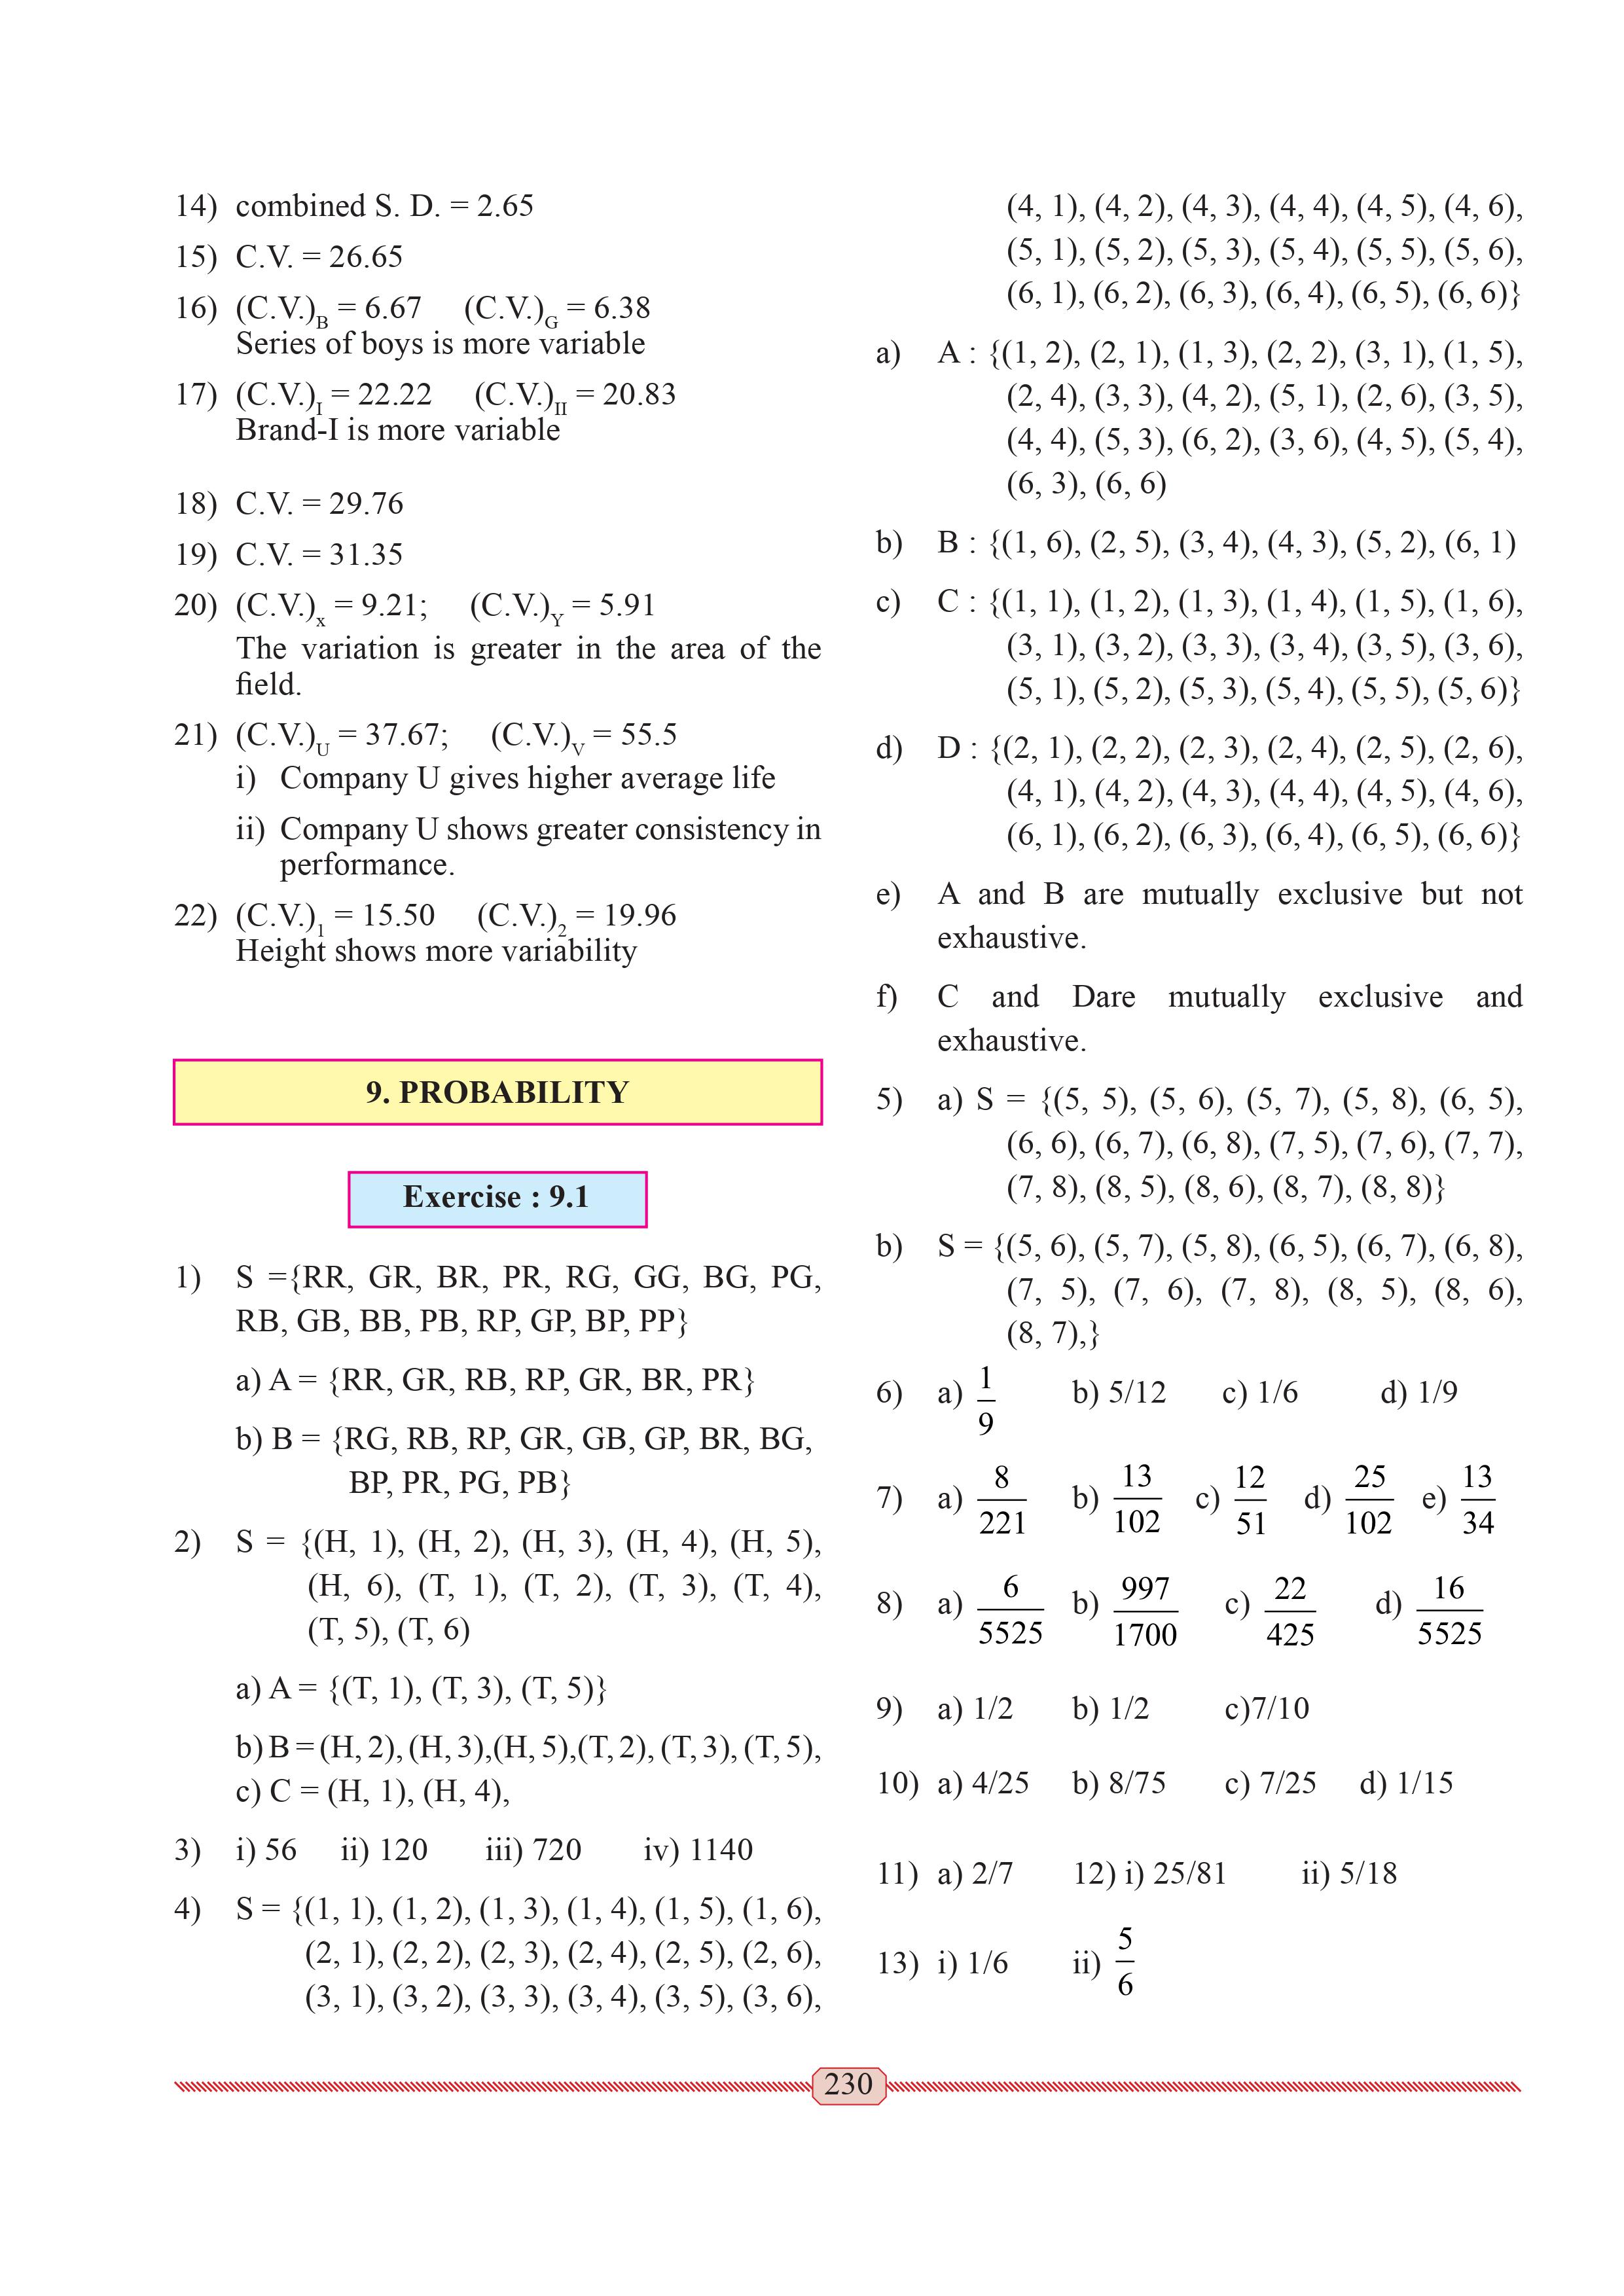 14) combined S. D. = 2.65
15) C.V. = 26.65
16) (C.V.)B = 6.67 (C.V.)G = 6.38
Series of boys is more variable
17) (C.V.)I = 22.22 (C.V.)II = 20.83
Brand-I is more variable
18) C.V. = 29.76
19) C.V. = 31.35
20) (C.V.)x = 9.21; (C.V.)Y = 5.91
The variation is greater in the area of the
field.
21) (C.V.)U = 37.67; (C.V.)V = 55.5
i) Company U gives higher average life
ii) Company U shows greater consistency in
performance.
22) (C.V.)1 = 15.50 (C.V.)2 = 19.96
Height shows more variability
9. PROBABILITY
Exercise : 9.1
1) S ={RR, GR, BR, PR, RG, GG, BG, PG,
RB, GB, BB, PB, RP, GP, BP, PP}
a) A = {RR, GR, RB, RP, GR, BR, PR}
b) B = {RG, RB, RP, GR, GB, GP, BR, BG,
BP, PR, PG, PB}
2) S = {(H, 1), (H, 2), (H, 3), (H, 4), (H, 5),
(H, 6), (T, 1), (T, 2), (T, 3), (T, 4),
(T, 5), (T, 6)
a) A = {(T, 1), (T, 3), (T, 5)}
b) B = (H, 2), (H, 3),(H, 5),(T, 2), (T, 3), (T, 5),
c) C = (H, 1), (H, 4),
3) i) 56 ii) 120 iii) 720 iv) 1140
4) S = {(1, 1), (1, 2), (1, 3), (1, 4), (1, 5), (1, 6),
(2, 1), (2, 2), (2, 3), (2, 4), (2, 5), (2, 6),
(3, 1), (3, 2), (3, 3), (3, 4), (3, 5), (3, 6),
(4, 1), (4, 2), (4, 3), (4, 4), (4, 5), (4, 6),
(5, 1), (5, 2), (5, 3), (5, 4), (5, 5), (5, 6),
(6, 1), (6, 2), (6, 3), (6, 4), (6, 5), (6, 6)}
a) A : {(1, 2), (2, 1), (1, 3), (2, 2), (3, 1), (1, 5),
(2, 4), (3, 3), (4, 2), (5, 1), (2, 6), (3, 5),
(4, 4), (5, 3), (6, 2), (3, 6), (4, 5), (5, 4),
(6, 3), (6, 6)
b) B : {(1, 6), (2, 5), (3, 4), (4, 3), (5, 2), (6, 1)
c) C : {(1, 1), (1, 2), (1, 3), (1, 4), (1, 5), (1, 6),
(3, 1), (3, 2), (3, 3), (3, 4), (3, 5), (3, 6),
(5, 1), (5, 2), (5, 3), (5, 4), (5, 5), (5, 6)}
d) D : {(2, 1), (2, 2), (2, 3), (2, 4), (2, 5), (2, 6),
(4, 1), (4, 2), (4, 3), (4, 4), (4, 5), (4, 6),
(6, 1), (6, 2), (6, 3), (6, 4), (6, 5), (6, 6)}
e) A and B are mutually exclusive but not
exhaustive.
f) C and Dare mutually exclusive and
exhaustive.
5) a) S = {(5, 5), (5, 6), (5, 7), (5, 8), (6, 5),
(6, 6), (6, 7), (6, 8), (7, 5), (7, 6), (7, 7),
(7, 8), (8, 5), (8, 6), (8, 7), (8, 8)}
b) S = {(5, 6), (5, 7), (5, 8), (6, 5), (6, 7), (6, 8),
(7, 5), (7, 6), (7, 8), (8, 5), (8, 6),
(8, 7),}
6) a) 1/9 b) 5/12 c) 1/6 d) 1/9
7) a) 8/221 b) 13/102 c) 12/51 d) 25/102 e) 13/34
8) a) 6/5525 b) 997/1700 c) 22/425 d) 16/5525
9) a) 1/2 b) 1/2 c)7/10
10) a) 4/25 b) 8/75 c) 7/25 d) 1/15
11) a) 2/7 12) i) 25/81 ii) 5/18
13) i) 1/6 ii) 5/6
230